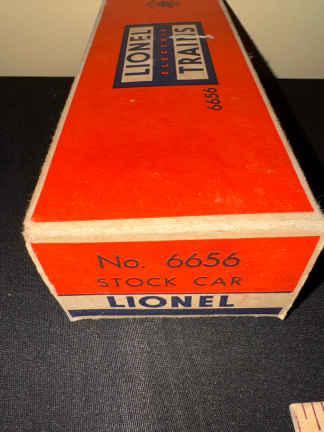 LIONEL
ELECTRIC
TRAINS
6656
No. 6656
STOCK CAR
LIONEL